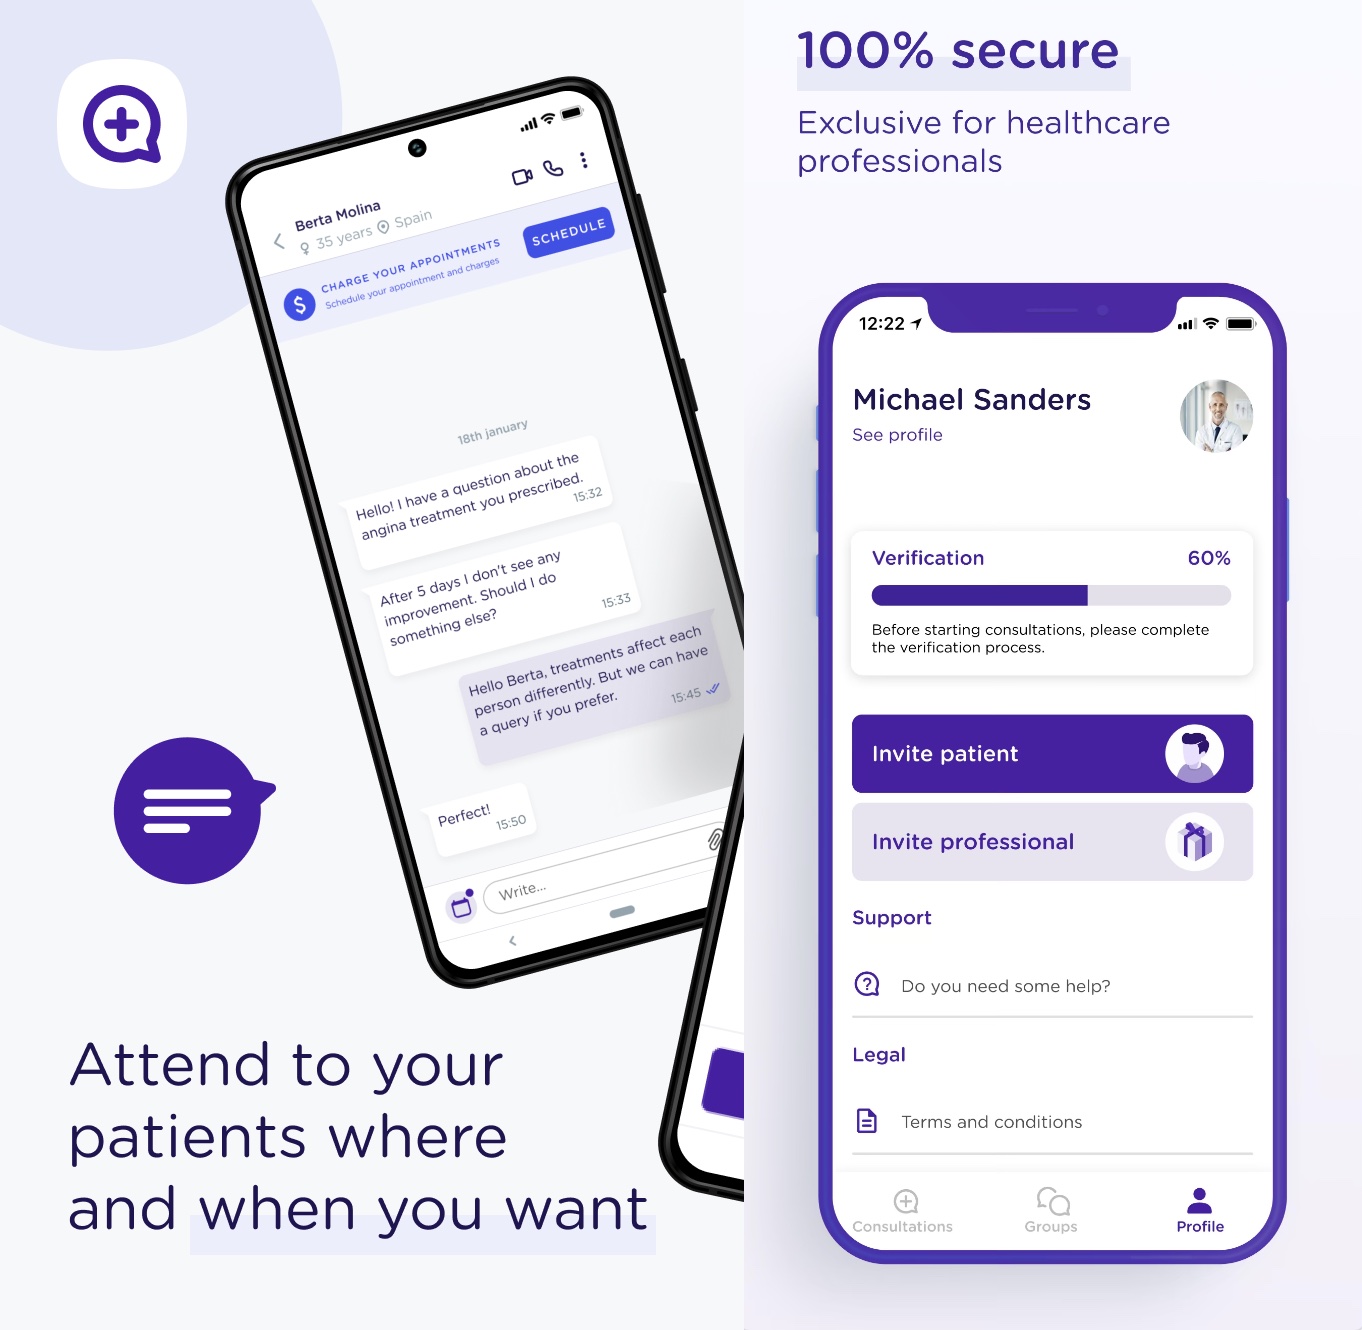 Berta Molina
35 years Spain
CHARGE YOUR APPOINTMENTS
Schedule your appointment and charges
SCHEDULE
18th january
Hello! I have a question about the
angina treatment you prescribed.
15:32
After 5 days I don't see any
improvement. Should I do
something else?
15:33
Hello Berta, treatments affect each
person differently. But we can have
a query if you prefer.
15:45
Perfect!
15:50
Write...
Attend to your
patients where
and when you want
100% secure
Exclusive for healthcare
professionals
12:22
Michael Sanders
See profile
Verification 60%
Before starting consultations, please complete
the verification process.
Invite patient
Invite professional
Support
Do you need some help?
Legal
Terms and conditions
Consultations Groups Profile